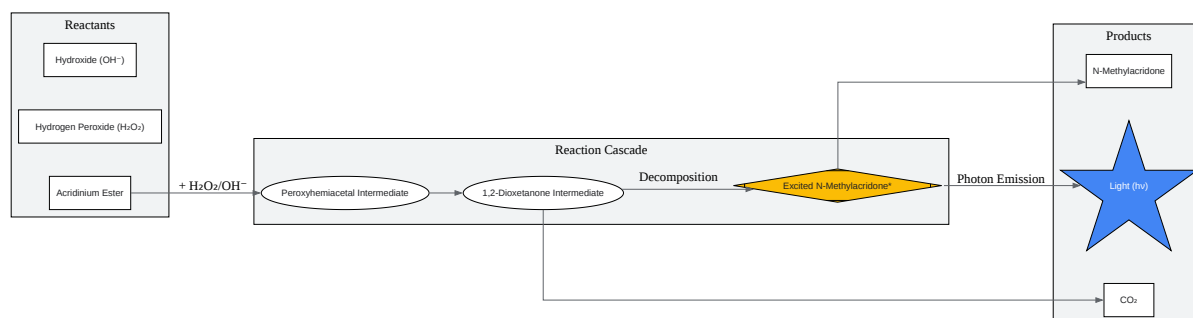 Reactants
Hydroxide (OH⁻)
Hydrogen Peroxide (H₂O₂)
Acridinium Ester
+ H₂O₂/OH⁻
Reaction Cascade
Peroxyhemiacetal Intermediate
1,2-Dioxetanone Intermediate
Decomposition
Excited N-Methylacridone*
Photon Emission
Products
N-Methylacridone
Light (hν)
CO₂